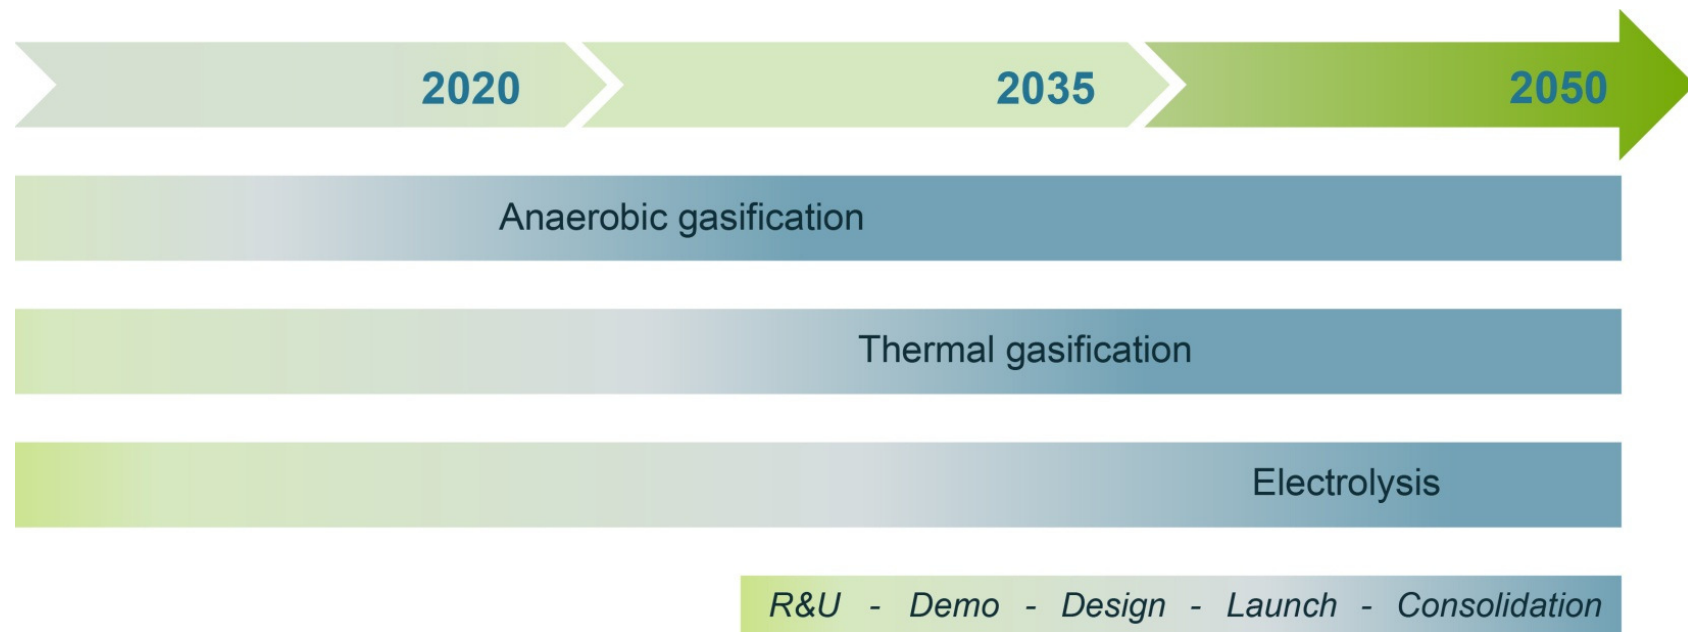 2020 2035 2050
Anaerobic gasification
Thermal gasification
Electrolysis
R&U - Demo - Design - Launch - Consolidation